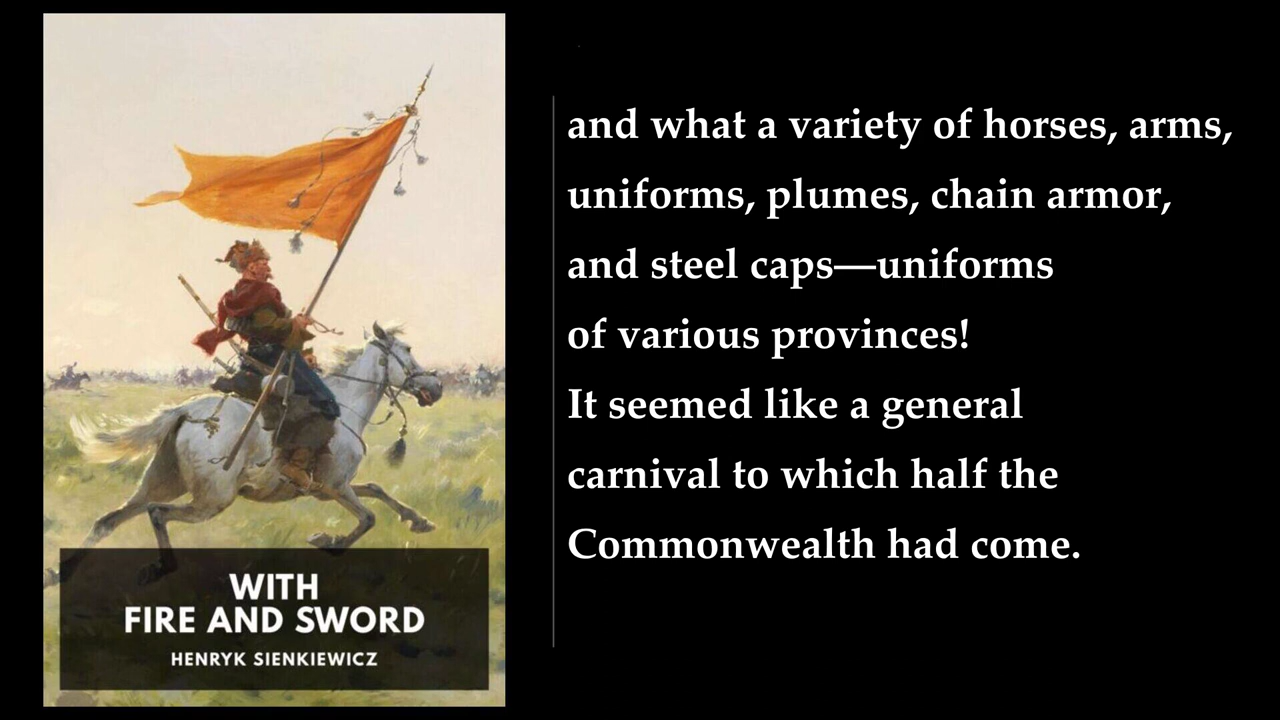 WITH
FIRE AND SWORD
HENRYK SIENKIEWICZ
and what a variety of horses, arms,
uniforms, plumes, chain armor,
and steel caps—uniforms
of various provinces!
It seemed like a general
carnival to which half the
Commonwealth had come.